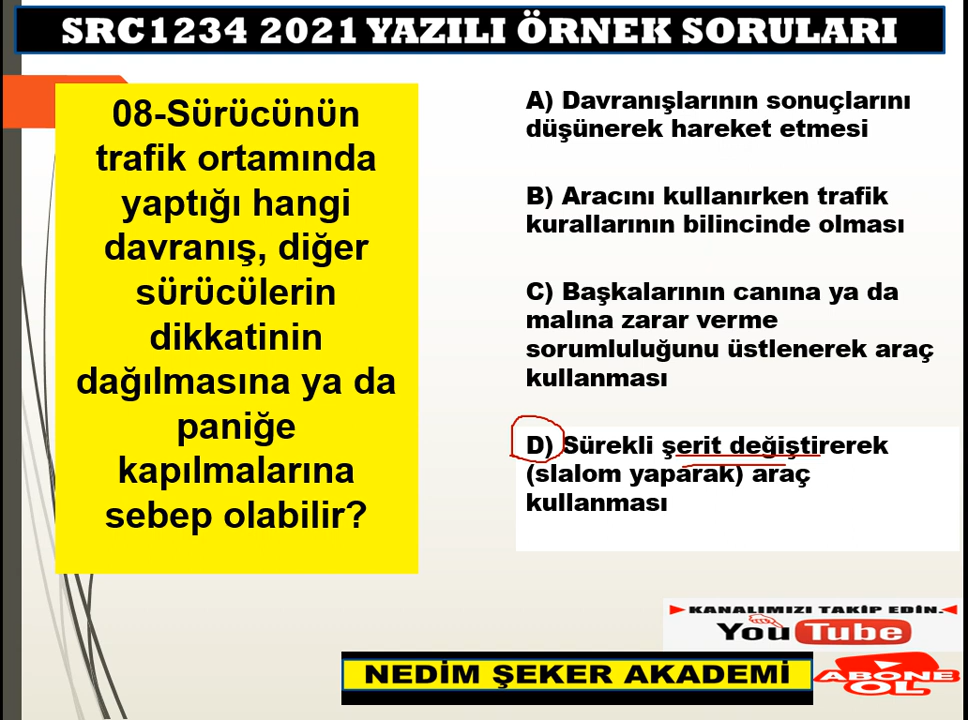 SRC1234 2021 YAZILI ÖRNEK SORULARI
08-Sürücünün
trafik ortamında
yaptığı hangi
davranış, diğer
sürücülerin
dikkatinin
dağılmasına ya da
paniğe
kapılmalarına
sebep olabilir?
A) Davranışlarının sonuçlarını
düşünerek hareket etmesi
B) Aracını kullanırken trafik
kurallarının bilincinde olması
C) Başkalarının canına ya da
malına zarar verme
sorumluluğunu üstlenerek araç
kullanması
D) Sürekli şerit değiştirerek
(slalom yaparak) araç
kullanması
KANALIMIZI TAKİP EDİN.
YouTube
NEDİM ŞEKER AKADEMİ
ABONE
OL